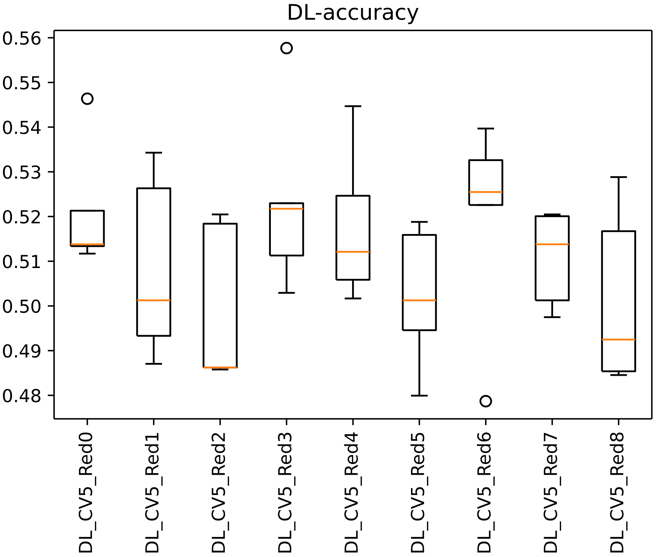 DL-accuracy
0.56
0.55
0.54
0.53
0.52
0.51
0.50
0.49
0.48
DL_CV5_Red0
DL_CV5_Red1
DL_CV5_Red2
DL_CV5_Red3
DL_CV5_Red4
DL_CV5_Red5
DL_CV5_Red6
DL_CV5_Red7
DL_CV5_Red8